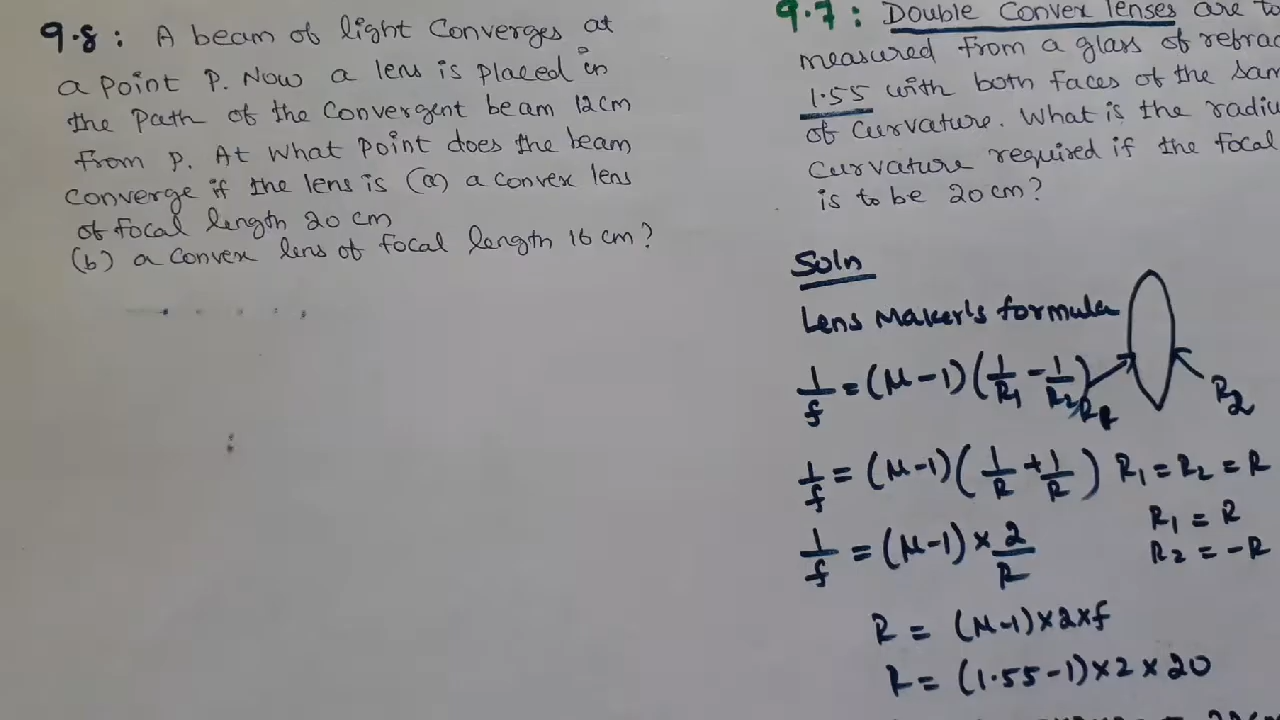 9.8: A beam of light Converges at
a point P. Now a lens is placed in
the path of the convergent beam 12cm
from P. At what point does the beam
converge if the lens is (a) a convex lens
of focal length 20 cm
(b) a convex lens of focal length 16 cm?
9.7: Double Convex lenses are to
measured from a glass of refrac
1.55 with both faces of the sam
of curvature. What is the radiu
curvature required if the focal
is to be 20 cm?
Soln
Lens Maker's formula
1/f = (μ-1)(1/R1 - 1/R2)
R2
1/f = (μ-1)(1/R + 1/R) R1 = R2 = R
R1 = R
1/f = (μ-1) × 2/R R2 = -R
R = (μ-1)×2×f
R = (1.55-1)×2×20